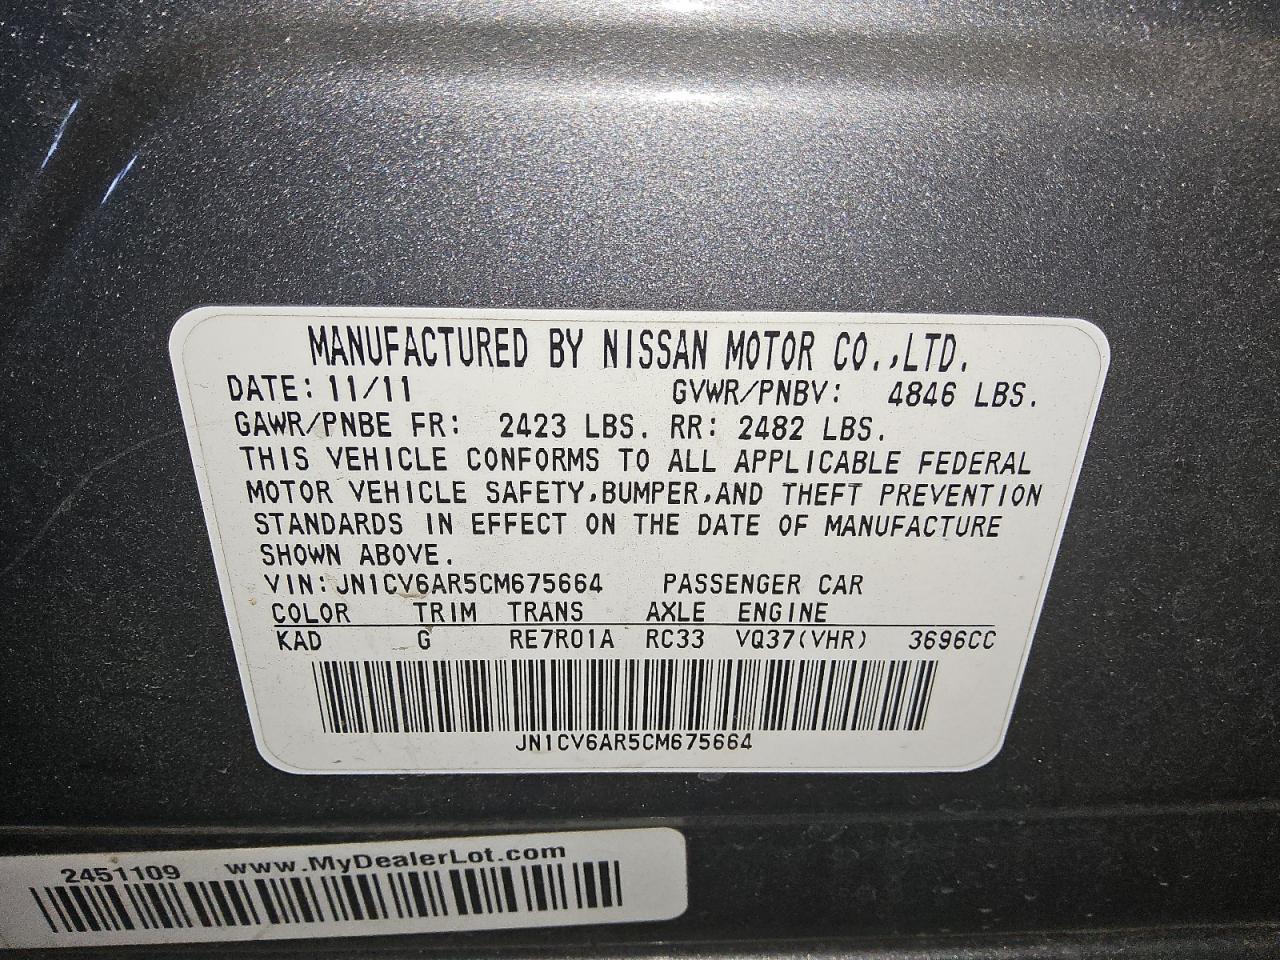 MANUFACTURED BY NISSAN MOTOR CO.,LTD.
DATE: 11/11 GVWR/PNBV: 4846 LBS.
GAWR/PNBE FR: 2423 LBS. RR: 2482 LBS.
THIS VEHICLE CONFORMS TO ALL APPLICABLE FEDERAL
MOTOR VEHICLE SAFETY,BUMPER,AND THEFT PREVENTION
STANDARDS IN EFFECT ON THE DATE OF MANUFACTURE
SHOWN ABOVE.
VIN:JN1CV6AR5CM675664 PASSENGER CAR
COLOR TRIM TRANS AXLE ENGINE
KAD G RE7R01A RC33 VQ37(VHR) 3696CC
JN1CV6AR5CM675664
2451109 www.MyDealerLot.com